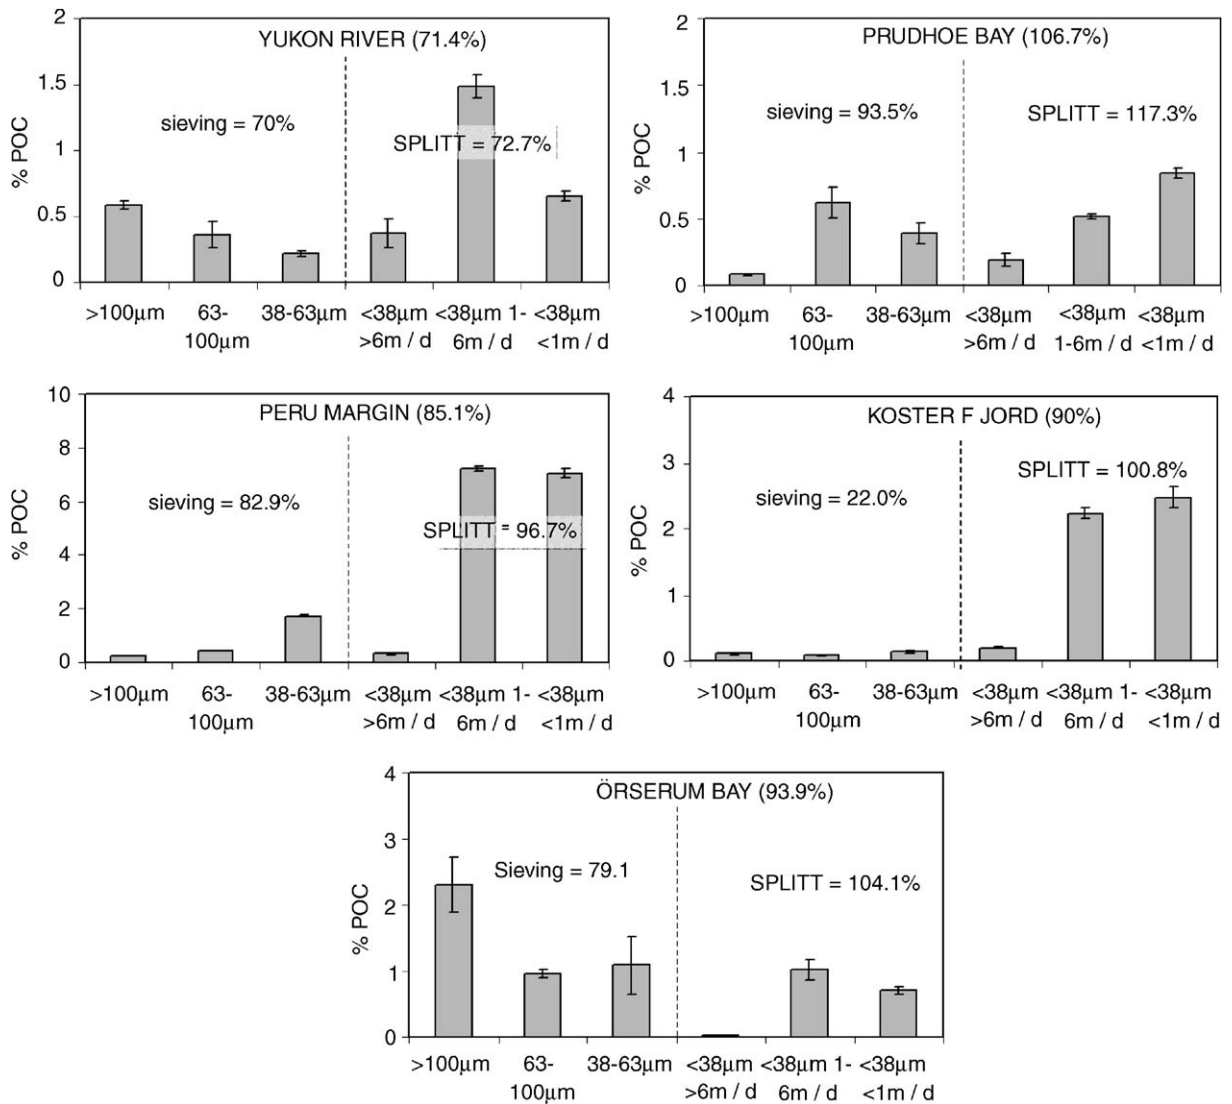 YUKON RIVER (71.4%)
sieving = 70%
SPLITT = 72.7%
% POC
2
1.5
1
0.5
0
>100µm
63-
100µm
38-63µm
<38µm
>6m / d
<38µm 1-
6m / d
<38µm
<1m / d
PRUDHOE BAY (106.7%)
sieving = 93.5%
SPLITT = 117.3%
% POC
2
1.5
1
0.5
0
>100µm
63-
100µm
38-63µm
<38µm
>6m / d
<38µm
1-6m / d
<38µm
<1m / d
PERU MARGIN (85.1%)
sieving = 82.9%
SPLITT = 96.7%
% POC
10
8
6
4
2
0
>100µm
63-
100µm
38-63µm
<38µm
>6m / d
<38µm 1-
6m / d
<38µm
<1m / d
KOSTER F JORD (90%)
sieving = 22.0%
SPLITT = 100.8%
% POC
4
3
2
1
0
>100µm
63-
100µm
38-63µm
<38µm
>6m / d
<38µm 1-
6m / d
<38µm
<1m / d
ÖRSERUM BAY (93.9%)
Sieving = 79.1
SPLITT = 104.1%
% POC
4
3
2
1
0
>100µm
63-
100µm
38-63µm
<38µm
>6m / d
<38µm 1-
6m / d
<38µm
<1m / d